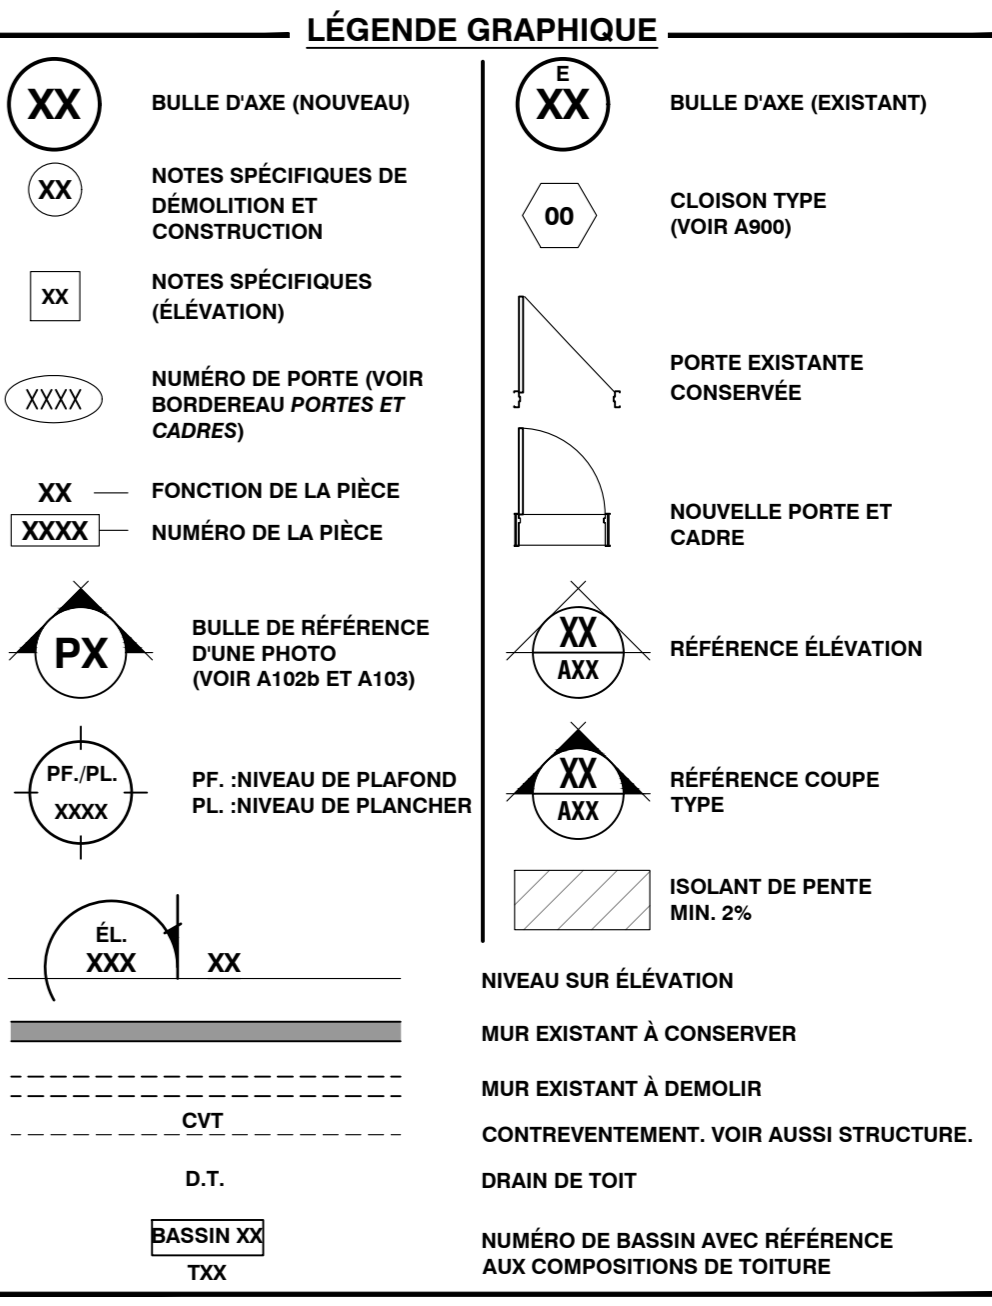 LÉGENDE GRAPHIQUE
XX
BULLE D'AXE (NOUVEAU)
XX
NOTES SPÉCIFIQUES DE
DÉMOLITION ET
CONSTRUCTION
XX
NOTES SPÉCIFIQUES
(ÉLÉVATION)
XXXX
NUMÉRO DE PORTE (VOIR
BORDEREAU PORTES ET
CADRES)
XX
FONCTION DE LA PIÈCE
XXXX
NUMÉRO DE LA PIÈCE
PX
BULLE DE RÉFÉRENCE
D'UNE PHOTO
(VOIR A102b ET A103)
PF./PL.
XXXX
PF. :NIVEAU DE PLAFOND
PL. :NIVEAU DE PLANCHER
E
XX
BULLE D'AXE (EXISTANT)
00
CLOISON TYPE
(VOIR A900)
PORTE EXISTANTE
CONSERVÉE
NOUVELLE PORTE ET
CADRE
XX
AXX
RÉFÉRENCE ÉLÉVATION
XX
AXX
RÉFÉRENCE COUPE
TYPE
ISOLANT DE PENTE
MIN. 2%
ÉL.
XXX XX
NIVEAU SUR ÉLÉVATION
MUR EXISTANT À CONSERVER
MUR EXISTANT À DEMOLIR
CVT
CONTREVENTEMENT. VOIR AUSSI STRUCTURE.
D.T.
DRAIN DE TOIT
BASSIN XX
TXX
NUMÉRO DE BASSIN AVEC RÉFÉRENCE
AUX COMPOSITIONS DE TOITURE